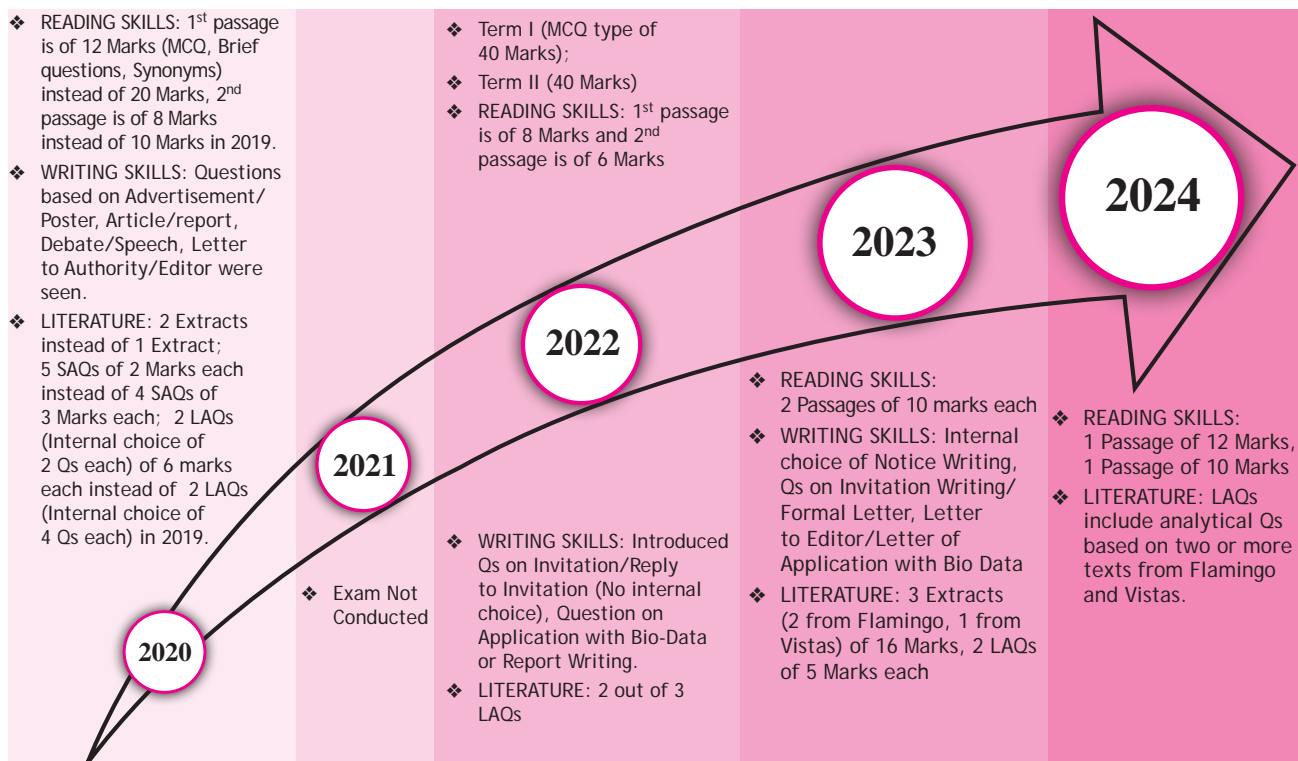 ❖ READING SKILLS: 1st passage
is of 12 Marks (MCQ, Brief
questions, Synonyms)
instead of 20 Marks, 2nd
passage is of 8 Marks
instead of 10 Marks in 2019.
❖ WRITING SKILLS: Questions
based on Advertisement/
Poster, Article/report,
Debate/Speech, Letter
to Authority/Editor were
seen.
❖ LITERATURE: 2 Extracts
instead of 1 Extract;
5 SAQs of 2 Marks each
instead of 4 SAQs of
3 Marks each; 2 LAQs
(Internal choice of
2 Qs each) of 6 marks
each instead of 2 LAQs
(Internal choice of
4 Qs each) in 2019.
2020
2021
❖ Exam Not
Conducted
❖ Term I (MCQ type of
40 Marks);
❖ Term II (40 Marks)
❖ READING SKILLS: 1st passage
is of 8 Marks and 2nd
passage is of 6 Marks
2022
❖ WRITING SKILLS: Introduced
Qs on Invitation/Reply
to Invitation (No internal
choice), Question on
Application with Bio-Data
or Report Writing.
❖ LITERATURE: 2 out of 3
LAQs
2023
❖ READING SKILLS:
2 Passages of 10 marks each
❖ WRITING SKILLS: Internal
choice of Notice Writing,
Qs on Invitation Writing/
Formal Letter, Letter
to Editor/Letter of
Application with Bio Data
❖ LITERATURE: 3 Extracts
(2 from Flamingo, 1 from
Vistas) of 16 Marks, 2 LAQs
of 5 Marks each
2024
❖ READING SKILLS:
1 Passage of 12 Marks,
1 Passage of 10 Marks
❖ LITERATURE: LAQs
include analytical Qs
based on two or more
texts from Flamingo
and Vistas.